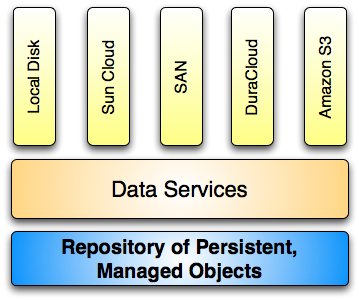 Local Disk
Sun Cloud
SAN
DuraCloud
Amazon S3
Data Services
Repository of Persistent,
Managed Objects